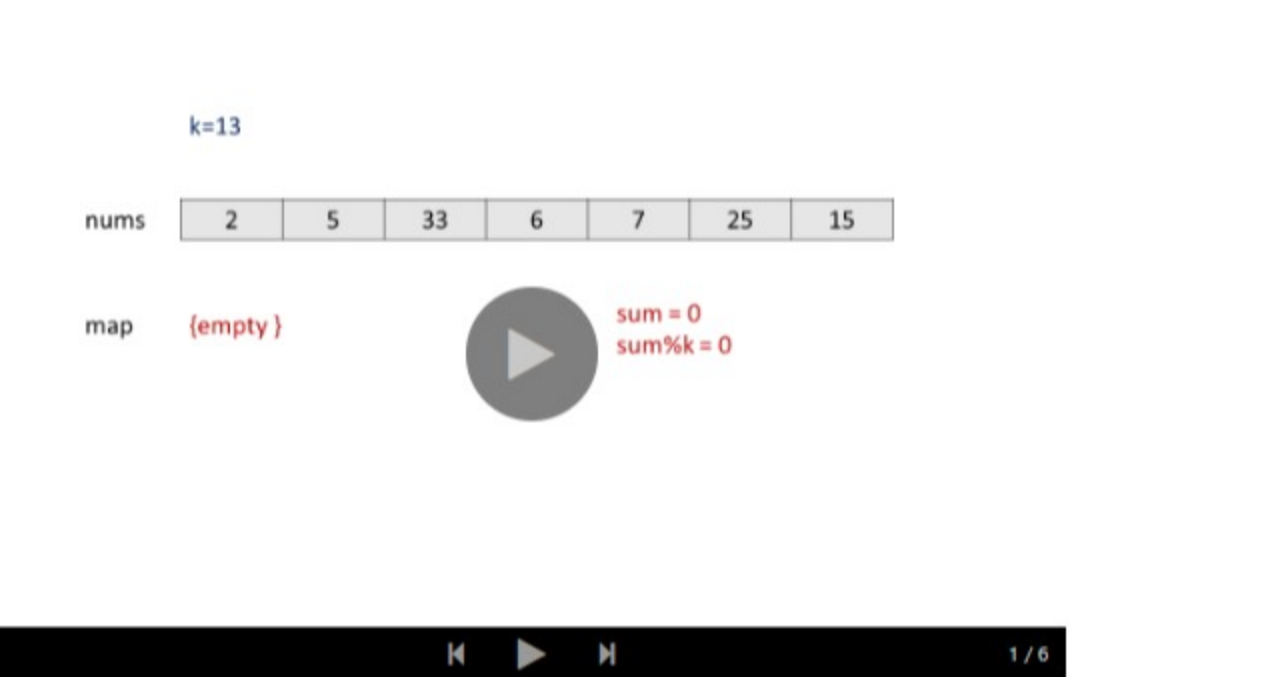 k=13
nums 2 5 33 6 7 25 15
map {empty } sum = 0
sum%k = 0
1 / 6